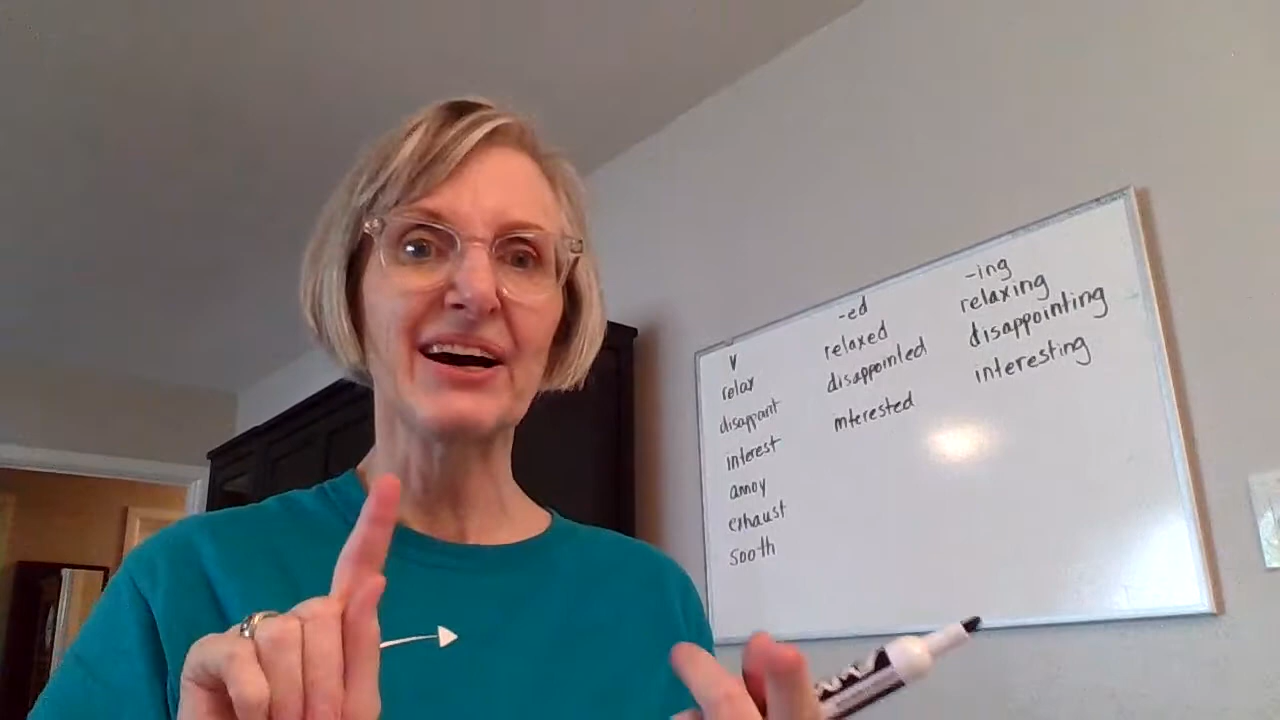 V -ed -ing
relax relaxed relaxing
disappoint disappointed disappointing
interest interested interesting
annoy
exhaust
sooth